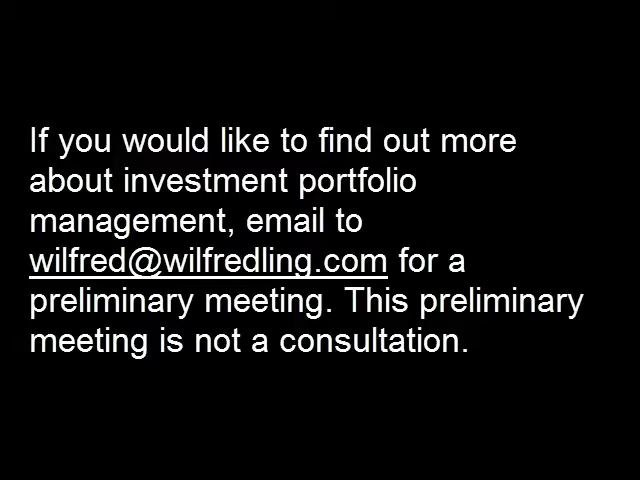 If you would like to find out more
about investment portfolio
management, email to
wilfred@wilfredling.com for a
preliminary meeting. This preliminary
meeting is not a consultation.